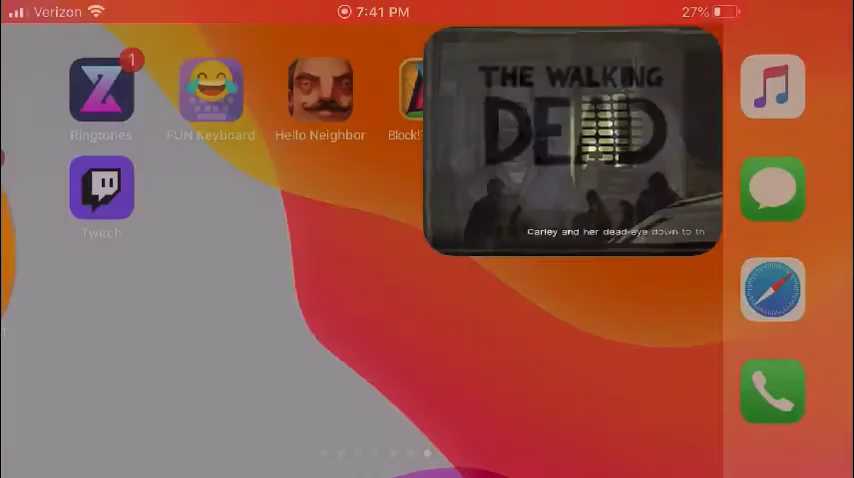 Verizon 7:41 PM 27%
1
THE WALKING
DEAD
Ringtones FUN Keyboard Hello Neighbor Block!
Carley and her dead-eye down to th
Twitch